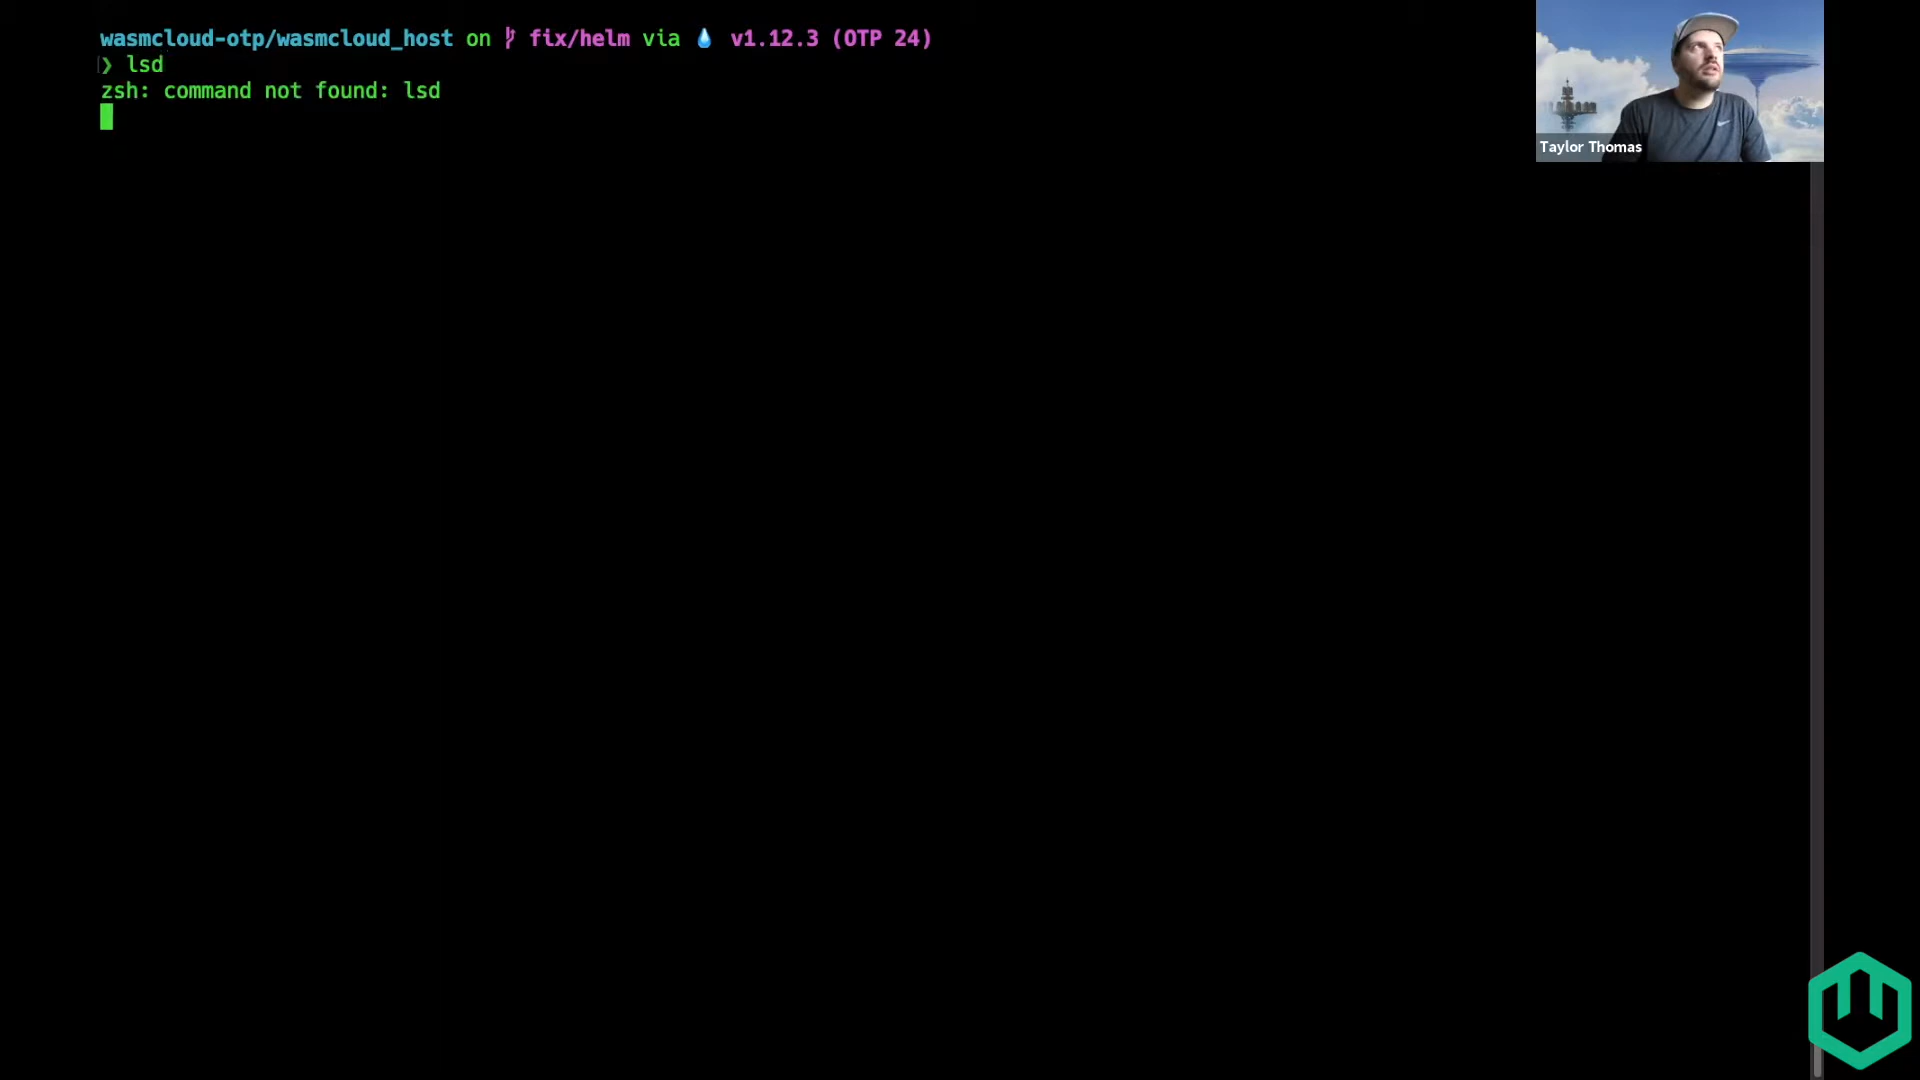 wasmcloud-otp/wasmcloud_host on fix/helm via 💧 v1.12.3 (OTP 24)
❯ lsd
zsh: command not found: lsd
Taylor Thomas